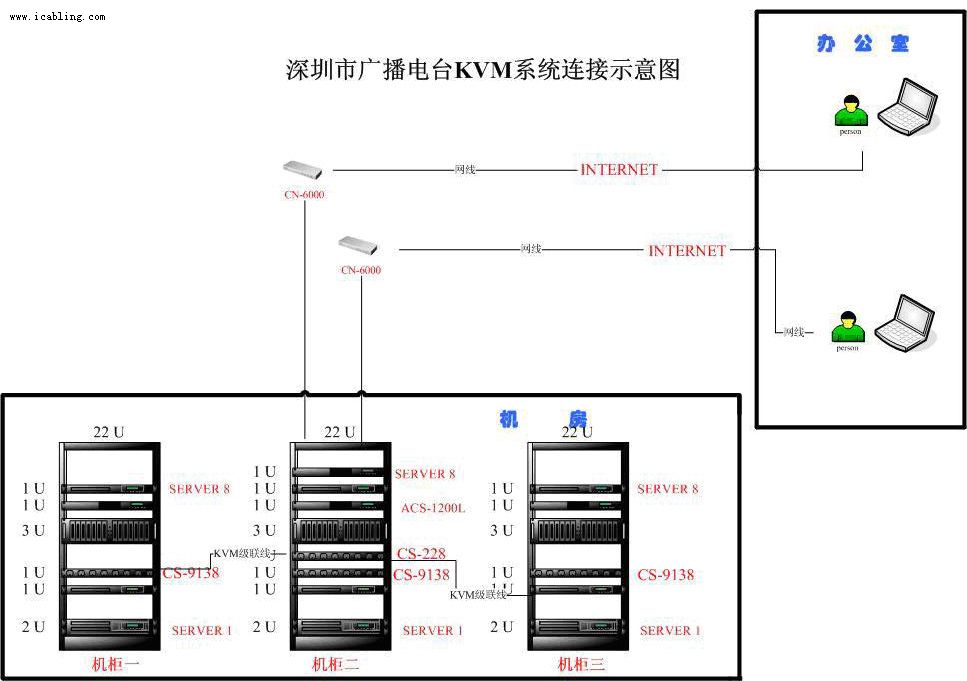 www.icabling.com
办公室
深圳市广播电台KVM系统连接示意图
person
网线
INTERNET
CN-6000
网线
INTERNET
CN-6000
网线
person
机房
22 U
22 U
22 U
1 U
SERVER 8
1 U
SERVER 8
1 U
1 U
SERVER 8
1 U
1 U
ACS-1200L
1 U
3 U
3 U
3 U
KVM级联线
CS-228
1 U
CS-9138
1 U
CS-9138
1 U
CS-9138
1 U
1 U
KVM级联线
2 U
SERVER 1
2 U
SERVER 1
2 U
SERVER 1
机柜一
机柜二
机柜三